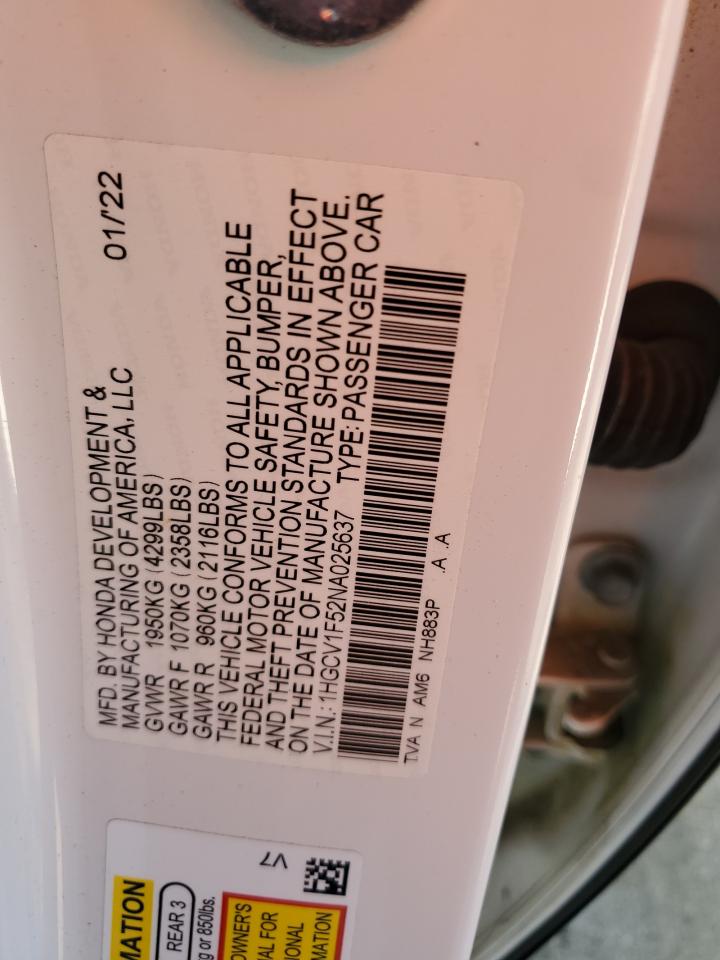 MFD. BY HONDA DEVELOPMENT &
MANUFACTURING OF AMERICA, LLC 01/'22
GVWR 1950KG (4299LBS)
GAWR F 1070KG (2358LBS)
GAWR R 960KG (2116LBS)
THIS VEHICLE CONFORMS TO ALL APPLICABLE
FEDERAL MOTOR VEHICLE SAFETY, BUMPER,
AND THEFT PREVENTION STANDARDS IN EFFECT
ON THE DATE OF MANUFACTURE SHOWN ABOVE.
V.I.N.: 1HGCV1F52NA025637 TYPE: PASSENGER CAR
TVA N AM6 NH883P .A .A
MATION
REAR 3
g or 850lbs.
OWNER'S
AL FOR
IONAL
MATION
V7